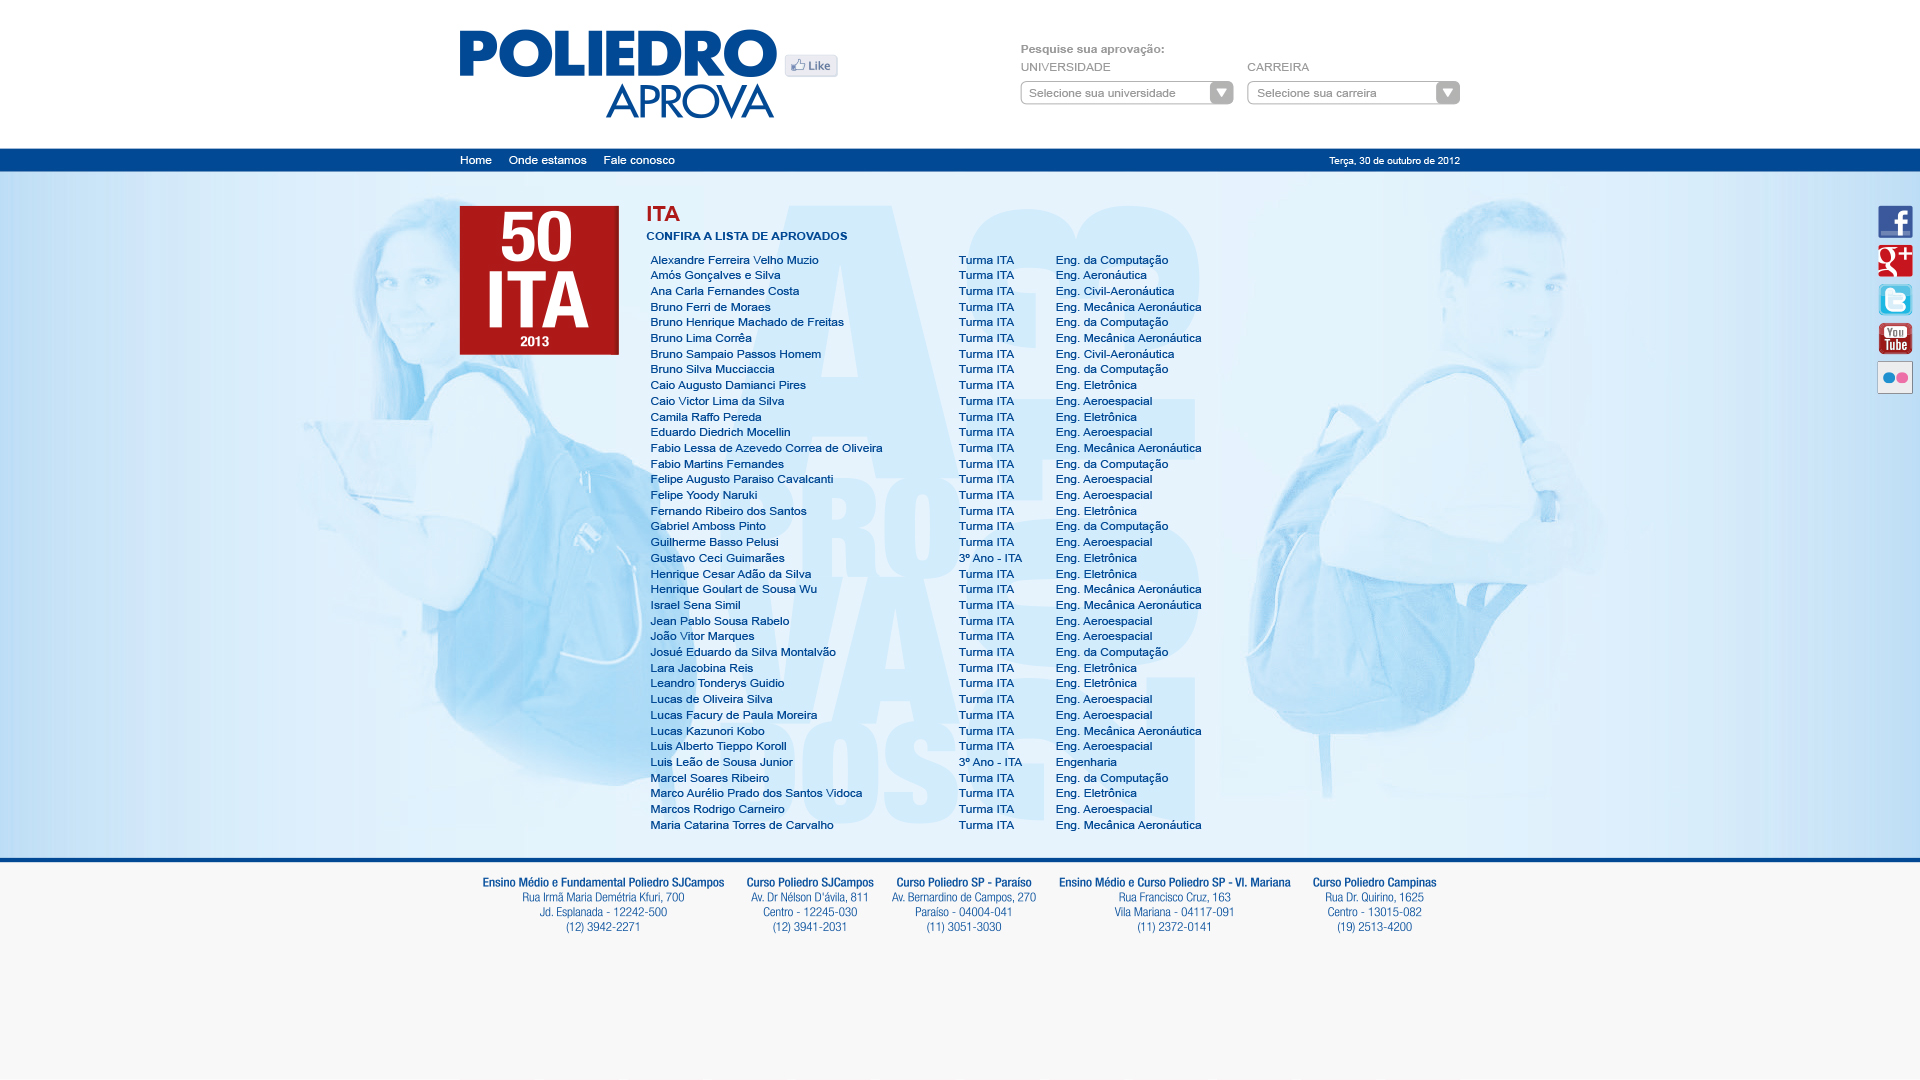 POLIEDRO
APROVA
Like
Pesquise sua aprovação:
UNIVERSIDADE CARREIRA
Selecione sua universidade Selecione sua carreira
Home Onde estamos Fale conosco Terça, 30 de outubro de 2012
50
ITA
2013
ITA
CONFIRA A LISTA DE APROVADOS
Alexandre Ferreira Velho Muzio Turma ITA Eng. da Computação
Amós Gonçalves e Silva Turma ITA Eng. Aeronáutica
Ana Carla Fernandes Costa Turma ITA Eng. Civil-Aeronáutica
Bruno Ferri de Moraes Turma ITA Eng. Mecânica Aeronáutica
Bruno Henrique Machado de Freitas Turma ITA Eng. da Computação
Bruno Lima Corrêa Turma ITA Eng. Mecânica Aeronáutica
Bruno Sampaio Passos Homem Turma ITA Eng. Civil-Aeronáutica
Bruno Silva Mucciaccia Turma ITA Eng. da Computação
Caio Augusto Damianci Pires Turma ITA Eng. Eletrônica
Caio Victor Lima da Silva Turma ITA Eng. Aeroespacial
Camila Raffo Pereda Turma ITA Eng. Eletrônica
Eduardo Diedrich Mocellin Turma ITA Eng. Aeroespacial
Fabio Lessa de Azevedo Correa de Oliveira Turma ITA Eng. Mecânica Aeronáutica
Fabio Martins Fernandes Turma ITA Eng. da Computação
Felipe Augusto Paraiso Cavalcanti Turma ITA Eng. Aeroespacial
Felipe Yoody Naruki Turma ITA Eng. Aeroespacial
Fernando Ribeiro dos Santos Turma ITA Eng. Eletrônica
Gabriel Amboss Pinto Turma ITA Eng. da Computação
Guilherme Basso Pelusi Turma ITA Eng. Aeroespacial
Gustavo Ceci Guimarães 3º Ano - ITA Eng. Eletrônica
Henrique Cesar Adão da Silva Turma ITA Eng. Eletrônica
Henrique Goulart de Sousa Wu Turma ITA Eng. Mecânica Aeronáutica
Israel Sena Simil Turma ITA Eng. Mecânica Aeronáutica
Jean Pablo Sousa Rabelo Turma ITA Eng. Aeroespacial
João Vitor Marques Turma ITA Eng. Aeroespacial
Josué Eduardo da Silva Montalvão Turma ITA Eng. da Computação
Lara Jacobina Reis Turma ITA Eng. Eletrônica
Leandro Tonderys Guidio Turma ITA Eng. Eletrônica
Lucas de Oliveira Silva Turma ITA Eng. Aeroespacial
Lucas Facury de Paula Moreira Turma ITA Eng. Aeroespacial
Lucas Kazunori Kobo Turma ITA Eng. Mecânica Aeronáutica
Luis Alberto Tieppo Koroll Turma ITA Eng. Aeroespacial
Luis Leão de Sousa Junior 3º Ano - ITA Engenharia
Marcel Soares Ribeiro Turma ITA Eng. da Computação
Marco Aurélio Prado dos Santos Vidoca Turma ITA Eng. Eletrônica
Marcos Rodrigo Carneiro Turma ITA Eng. Aeroespacial
Maria Catarina Torres de Carvalho Turma ITA Eng. Mecânica Aeronáutica
f
g+
t
You
Tube
Ensino Médio e Fundamental Poliedro SJCampos
Rua Irmã Maria Demétria Kfuri, 700
Jd. Esplanada - 12242-500
(12) 3942-2271
Curso Poliedro SJCampos
Av. Dr Nélson D'ávila, 811
Centro - 12245-030
(12) 3941-2031
Curso Poliedro SP - Paraíso
Av. Bernardino de Campos, 270
Paraíso - 04004-041
(11) 3051-3030
Ensino Médio e Curso Poliedro SP - Vl. Mariana
Rua Francisco Cruz, 163
Vila Mariana - 04117-091
(11) 2372-0141
Curso Poliedro Campinas
Rua Dr. Quirino, 1625
Centro - 13015-082
(19) 2513-4200